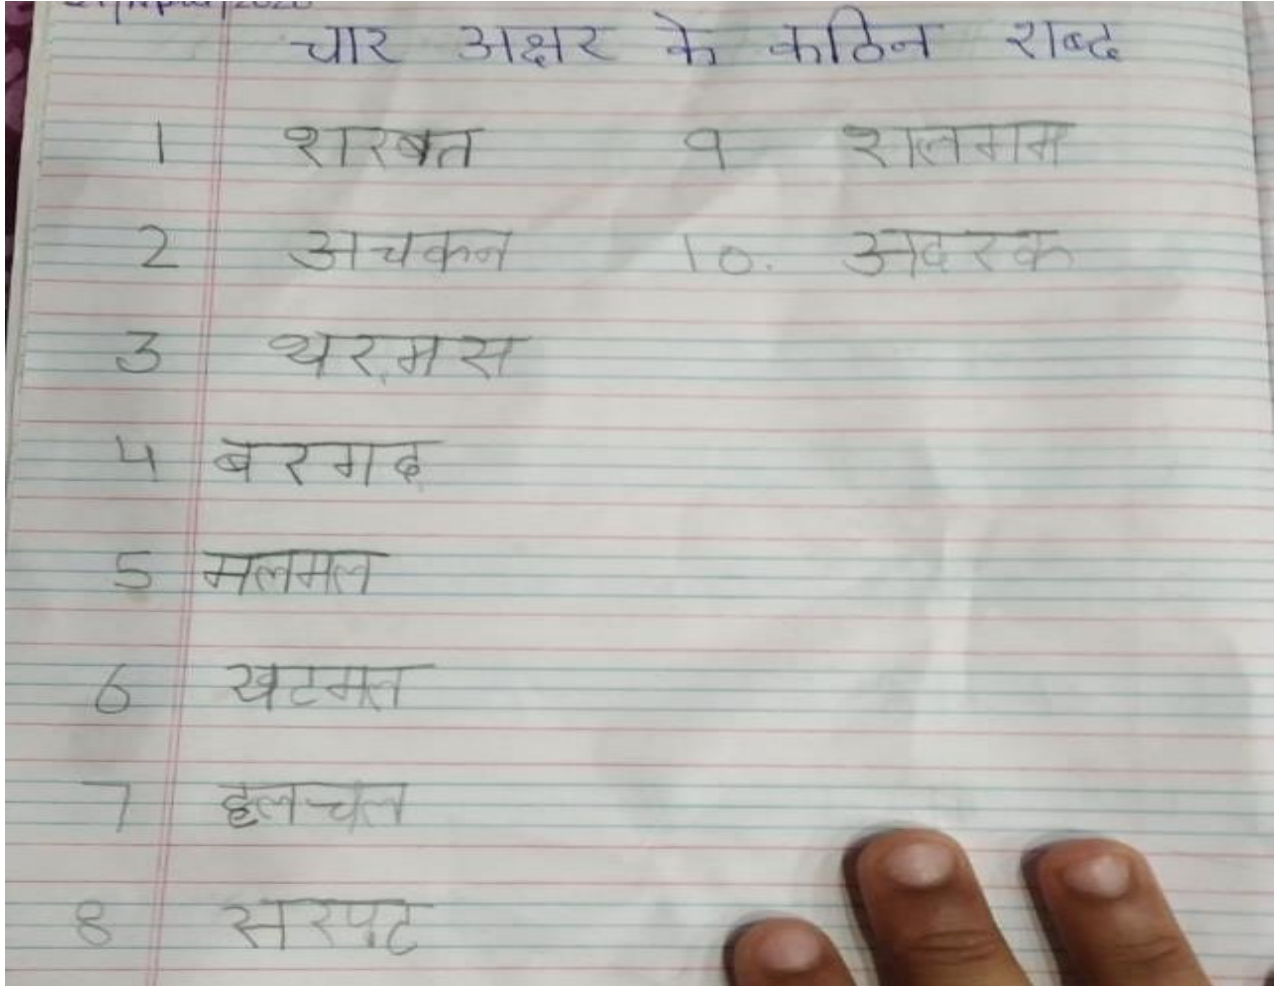 चार अक्षर के कठिन शब्द
1 शरबत 9 शलगम
2 अचकन 10. अदरक
3 थरमस
4 बरगद
5 मलमल
6 खटमल
7 हलचल
8 सरपट